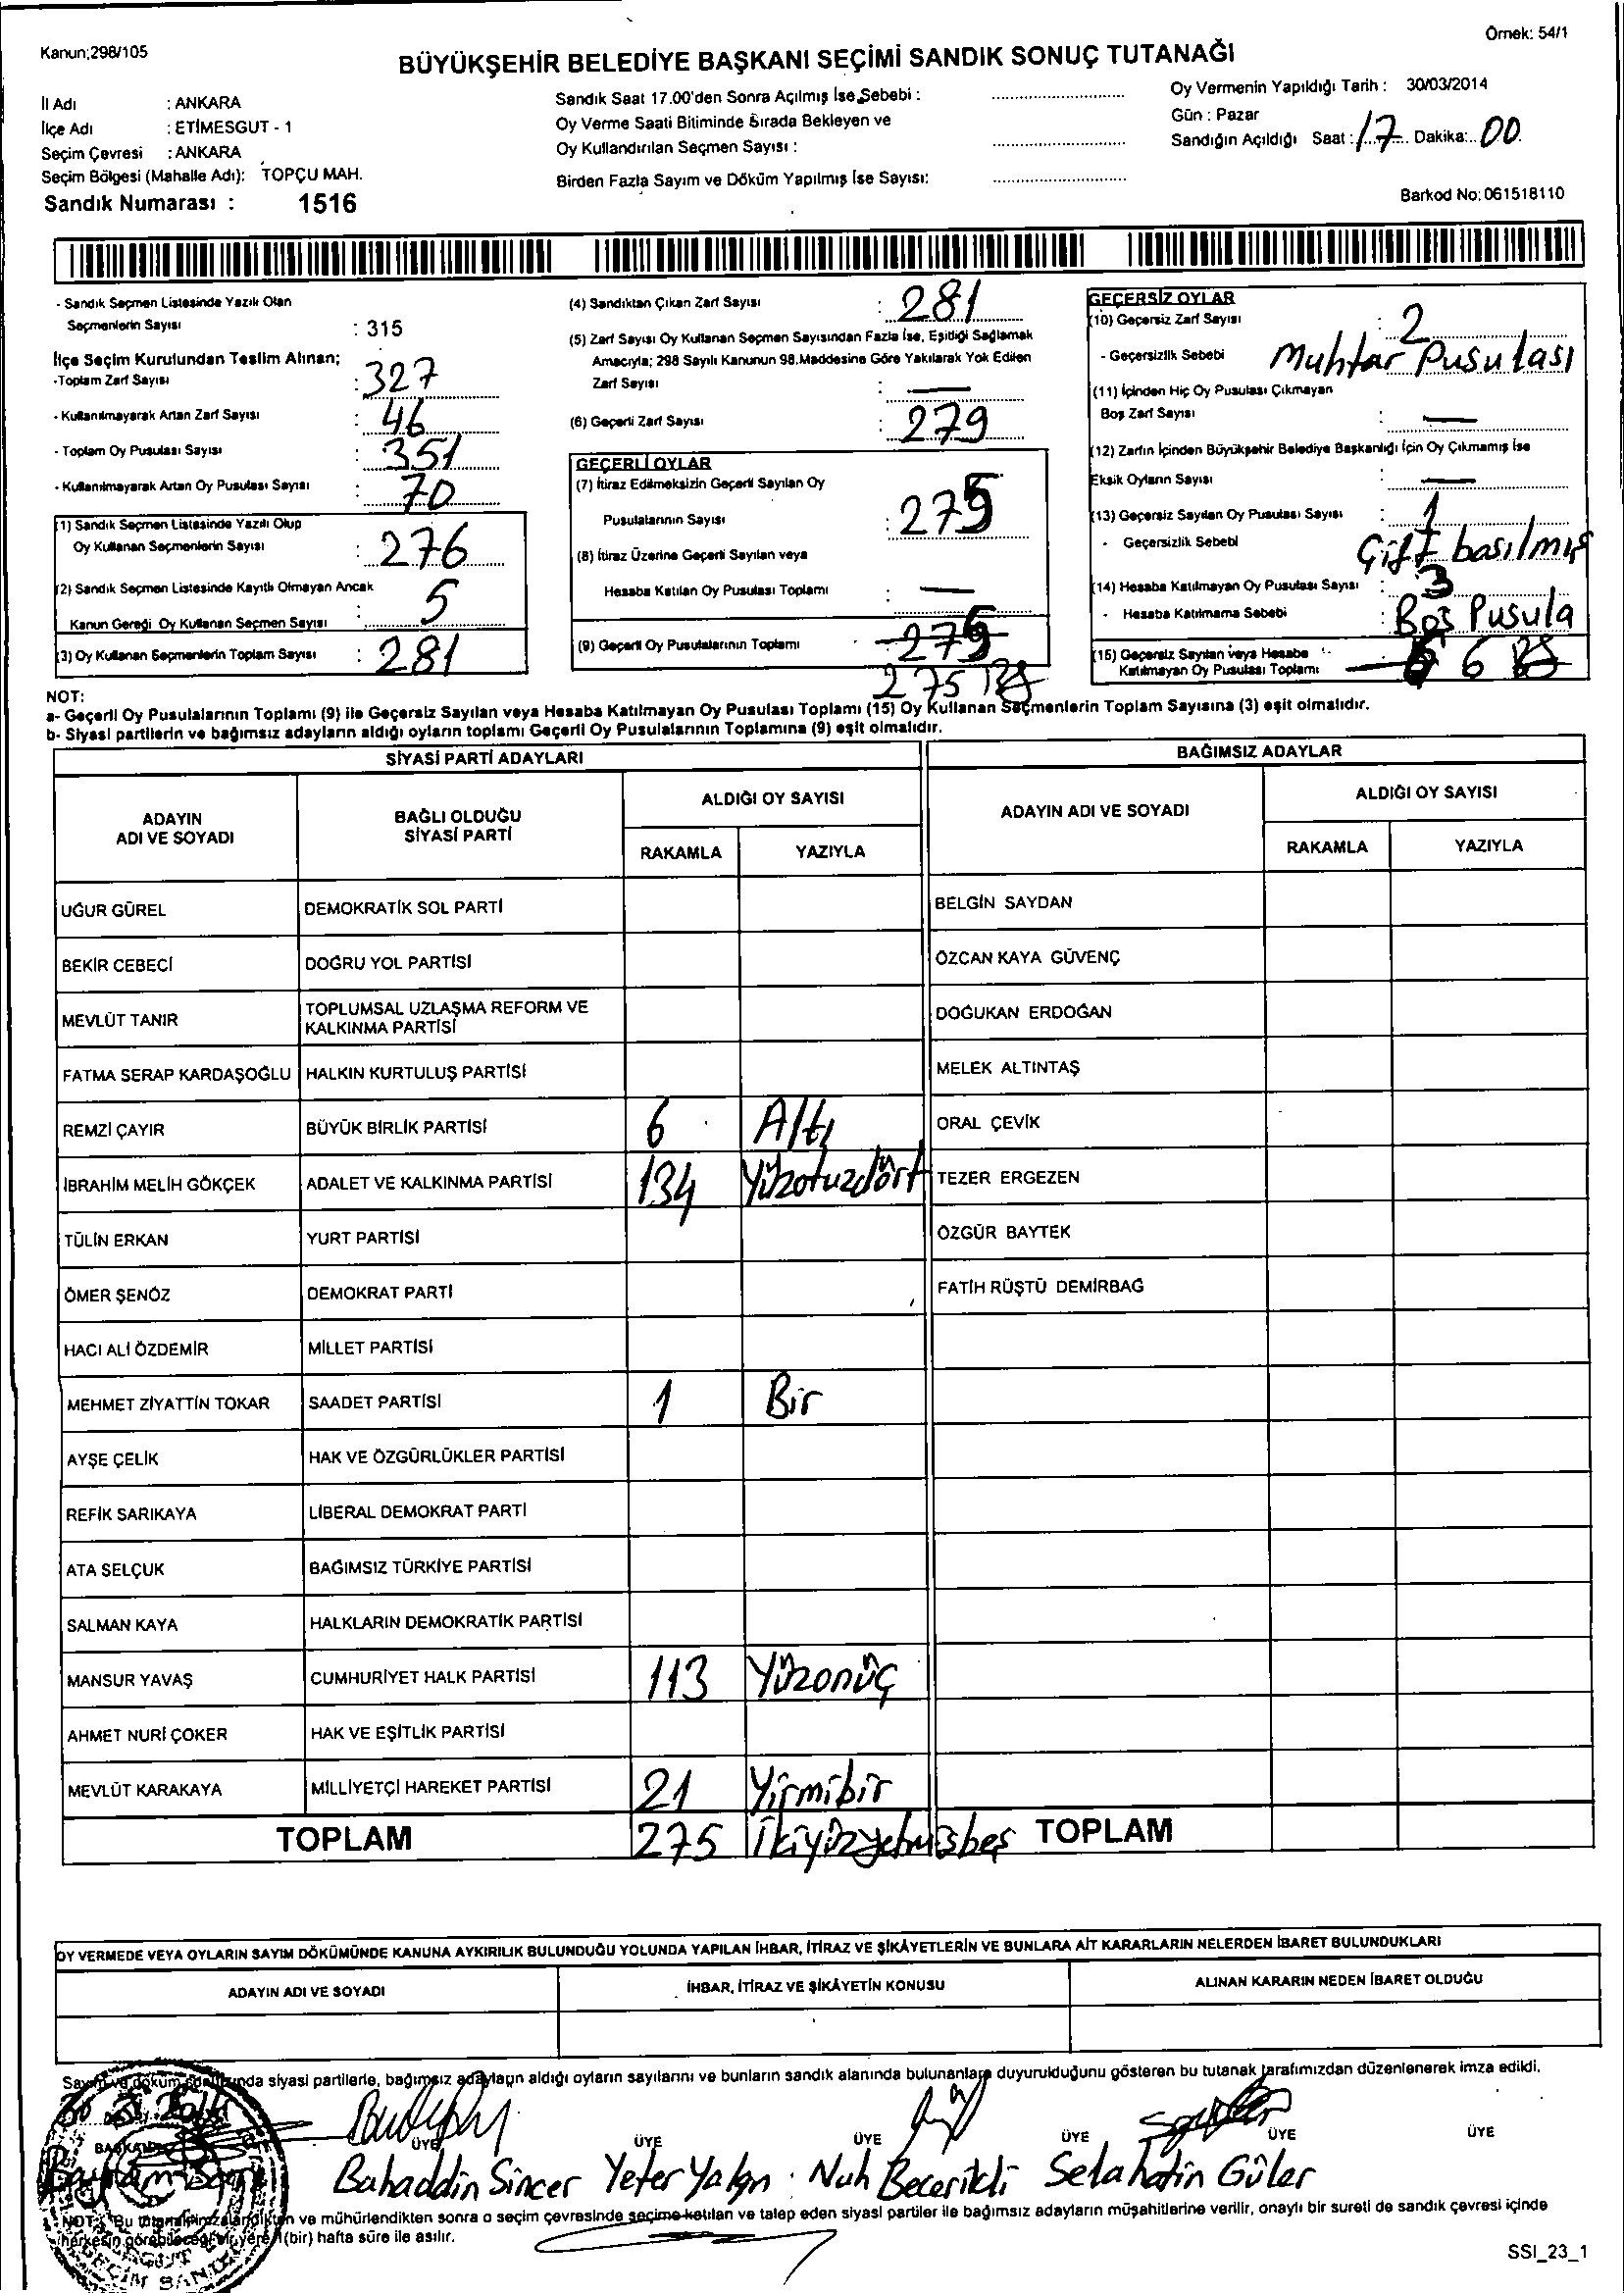 Kanun;298/105
Örnek: 54/1
BÜYÜKŞEHİR BELEDİYE BAŞKANI SEÇİMİ SANDIK SONUÇ TUTANAĞI
İl Adı : ANKARA
İlçe Adı : ETİMESGUT - 1
Seçim Çevresi : ANKARA
Seçim Bölgesi (Mahalle Adı): TOPÇU MAH.
Sandık Numarası : 1516
Sandık Saat 17.00'den Sonra Açılmış İse Sebebi :
Oy Verme Saati Bitiminde Sırada Bekleyen ve
Oy Kullandırılan Seçmen Sayısı :
Birden Fazla Sayım ve Döküm Yapılmış İse Sayısı:
Oy Vermenin Yapıldığı Tarih : 30/03/2014
Gün : Pazar
Sandığın Açıldığı Saat : 17 Dakika: 00
Barkod No: 061518110
- Sandık Seçmen Listesinde Yazılı Olan
Seçmenlerin Sayısı : 315
İlçe Seçim Kurulundan Teslim Alınan;
-Toplam Zarf Sayısı : 327
- Kullanılmayarak Artan Zarf Sayısı : 46
- Toplam Oy Pusulası Sayısı : 351
- Kullanılmayarak Artan Oy Pusulası Sayısı : 70
(1) Sandık Seçmen Listesinde Yazılı Olup
Oy Kullanan Seçmenlerin Sayısı : 276
(2) Sandık Seçmen Listesinde Kayıtlı Olmayan Ancak
Kanun Gereği Oy Kullanan Seçmen Sayısı : 5
(3) Oy Kullanan Seçmenlerin Toplam Sayısı : 281
(4) Sandıktan Çıkan Zarf Sayısı : 281
(5) Zarf Sayısı Oy Kullanan Seçmen Sayısından Fazla İse, Eşitliği Sağlamak
Amacıyla; 298 Sayılı Kanunun 98.Maddesine Göre Yakılarak Yok Edilen
Zarf Sayısı : —
(6) Geçerli Zarf Sayısı : 279
GEÇERLİ OYLAR
(7) İtiraz Edilmeksizin Geçerli Sayılan Oy
Pusulalarının Sayısı : 275
(8) İtiraz Üzerine Geçerli Sayılan veya
Hesaba Katılan Oy Pusulası Toplamı : —
(9) Geçerli Oy Pusulalarının Toplamı : 275
275
GEÇERSİZ OYLAR
(10) Geçersiz Zarf Sayısı : 2
- Geçersizlik Sebebi Muhtar Pusulası
(11) İçinden Hiç Oy Pusulası Çıkmayan
Boş Zarf Sayısı : —
(12) Zarfın İçinden Büyükşehir Belediye Başkanlığı İçin Oy Çıkmamış İse
Eksik Oyların Sayısı : —
(13) Geçersiz Sayılan Oy Pusulası Sayısı : 1
- Geçersizlik Sebebi Çift basılmış
(14) Hesaba Katılmayan Oy Pusulası Sayısı : 3
- Hesaba Katılmama Sebebi : Boş Pusula
(15) Geçersiz Sayılan veya Hesaba
Katılmayan Oy Pusulası Toplamı 6
NOT:
a- Geçerli Oy Pusulalarının Toplamı (9) ile Geçersiz Sayılan veya Hesaba Katılmayan Oy Pusulası Toplamı (15) Oy Kullanan Seçmenlerin Toplam Sayısına (3) eşit olmalıdır.
b- Siyasi partilerin ve bağımsız adayların aldığı oyların toplamı Geçerli Oy Pusulalarının Toplamına (9) eşit olmalıdır.
SİYASİ PARTİ ADAYLARI
BAĞIMSIZ ADAYLAR
ADAYIN ADI VE SOYADI
BAĞLI OLDUĞU SİYASİ PARTİ
ALDIĞI OY SAYISI
RAKAMLA YAZIYLA
ADAYIN ADI VE SOYADI
ALDIĞI OY SAYISI
RAKAMLA YAZIYLA
UĞUR GÜREL DEMOKRATİK SOL PARTİ BELGİN SAYDAN
BEKİR CEBECİ DOĞRU YOL PARTİSİ ÖZCAN KAYA GÜVENÇ
MEVLÜT TANIR TOPLUMSAL UZLAŞMA REFORM VE KALKINMA PARTİSİ DOĞUKAN ERDOĞAN
FATMA SERAP KARDAŞOĞLU HALKIN KURTULUŞ PARTİSİ MELEK ALTINTAŞ
REMZİ ÇAYIR BÜYÜK BİRLİK PARTİSİ 6 Altı ORAL ÇEVİK
İBRAHİM MELİH GÖKÇEK ADALET VE KALKINMA PARTİSİ 134 Yüzotuzdört TEZER ERGEZEN
TÜLİN ERKAN YURT PARTİSİ ÖZGÜR BAYTEK
ÖMER ŞENÖZ DEMOKRAT PARTİ FATİH RÜŞTÜ DEMİRBAĞ
HACI ALİ ÖZDEMİR MİLLET PARTİSİ
MEHMET ZİYATTİN TOKAR SAADET PARTİSİ 1 Bir
AYŞE ÇELİK HAK VE ÖZGÜRLÜKLER PARTİSİ
REFİK SARIKAYA LİBERAL DEMOKRAT PARTİ
ATA SELÇUK BAĞIMSIZ TÜRKİYE PARTİSİ
SALMAN KAYA HALKLARIN DEMOKRATİK PARTİSİ
MANSUR YAVAŞ CUMHURİYET HALK PARTİSİ 113 Yüzonüç
AHMET NURİ ÇOKER HAK VE EŞİTLİK PARTİSİ
MEVLÜT KARAKAYA MİLLİYETÇİ HAREKET PARTİSİ 21 Yirmibir
TOPLAM 275 İkiyüzyetmişbeş TOPLAM
OY VERMEDE VEYA OYLARIN SAYIM DÖKÜMÜNDE KANUNA AYKIRILIK BULUNDUĞU YOLUNDA YAPILAN İHBAR, İTİRAZ VE ŞİKÂYETLERİN VE BUNLARA AİT KARARLARIN NELERDEN İBARET BULUNDUKLARI
ADAYIN ADI VE SOYADI İHBAR, İTİRAZ VE ŞİKÂYETİN KONUSU ALINAN KARARIN NEDEN İBARET OLDUĞU
Sayım ve döküm sonucunda siyasi partilerle, bağımsız adayların aldığı oyların sayılarını ve bunların sandık alanında bulunanlara duyurulduğunu gösteren bu tutanak tarafımızdan düzenlenerek imza edildi.
BAŞKAN ÜYE ÜYE ÜYE ÜYE ÜYE ÜYE
Bahaddin Sincer Yeter Nuh Becerikli Selahatin Güler
NOT: Bu tutanak imzalandıktan ve mühürlendikten sonra o seçim çevresinde seçime katılan ve talep eden siyasi partiler ile bağımsız adayların müşahitlerine verilir, onaylı bir sureti de sandık çevresi içinde
herkesin görebileceği bir yere 1(bir) hafta süre ile asılır.
SSI_23_1